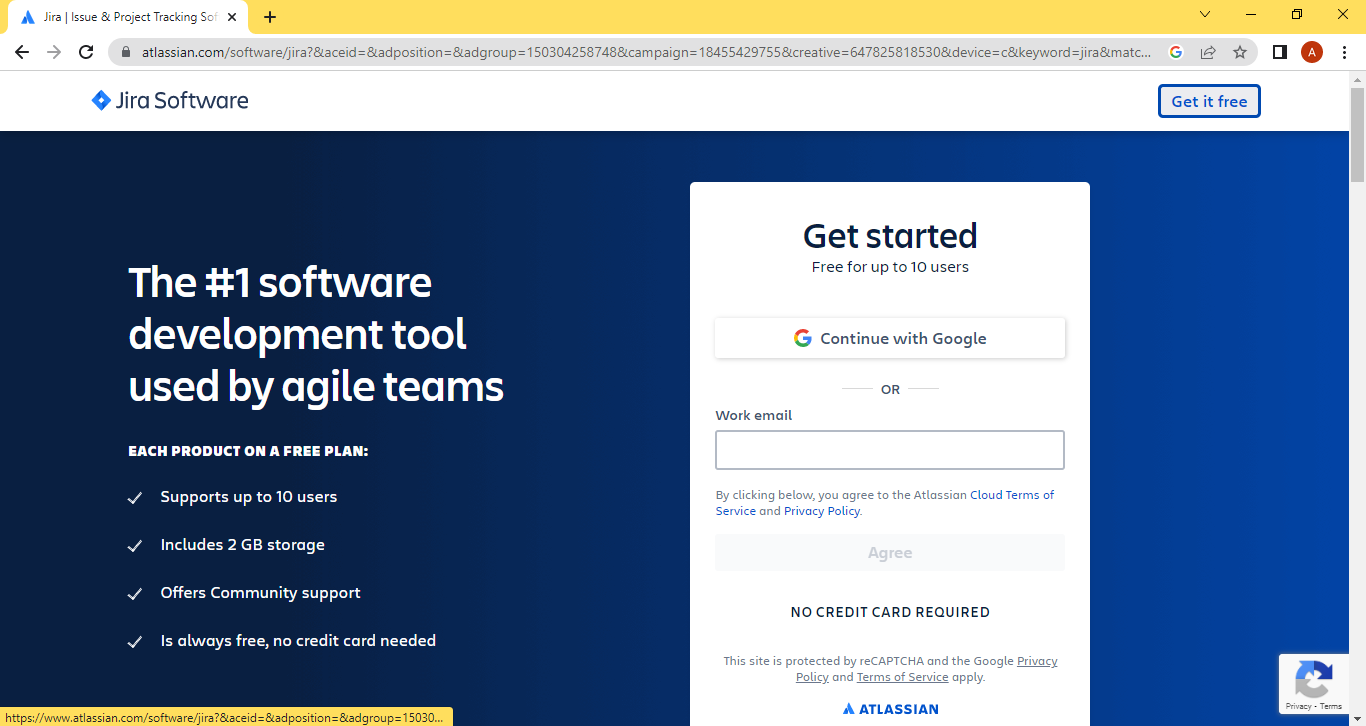 Jira | Issue & Project Tracking Sof
atlassian.com/software/jira?&aceid=&adposition=&adgroup=150304258748&campaign=18455429755&creative=647825818530&device=c&keyword=jira&matc...
A
Jira Software
Get it free
The #1 software
development tool
used by agile teams
EACH PRODUCT ON A FREE PLAN:
Supports up to 10 users
Includes 2 GB storage
Offers Community support
Is always free, no credit card needed
Get started
Free for up to 10 users
Continue with Google
OR
Work email
By clicking below, you agree to the Atlassian Cloud Terms of
Service and Privacy Policy.
Agree
NO CREDIT CARD REQUIRED
This site is protected by reCAPTCHA and the Google Privacy
Policy and Terms of Service apply.
ATLASSIAN
Privacy - Terms
https://www.atlassian.com/software/jira?&aceid=&adposition=&adgroup=15030...